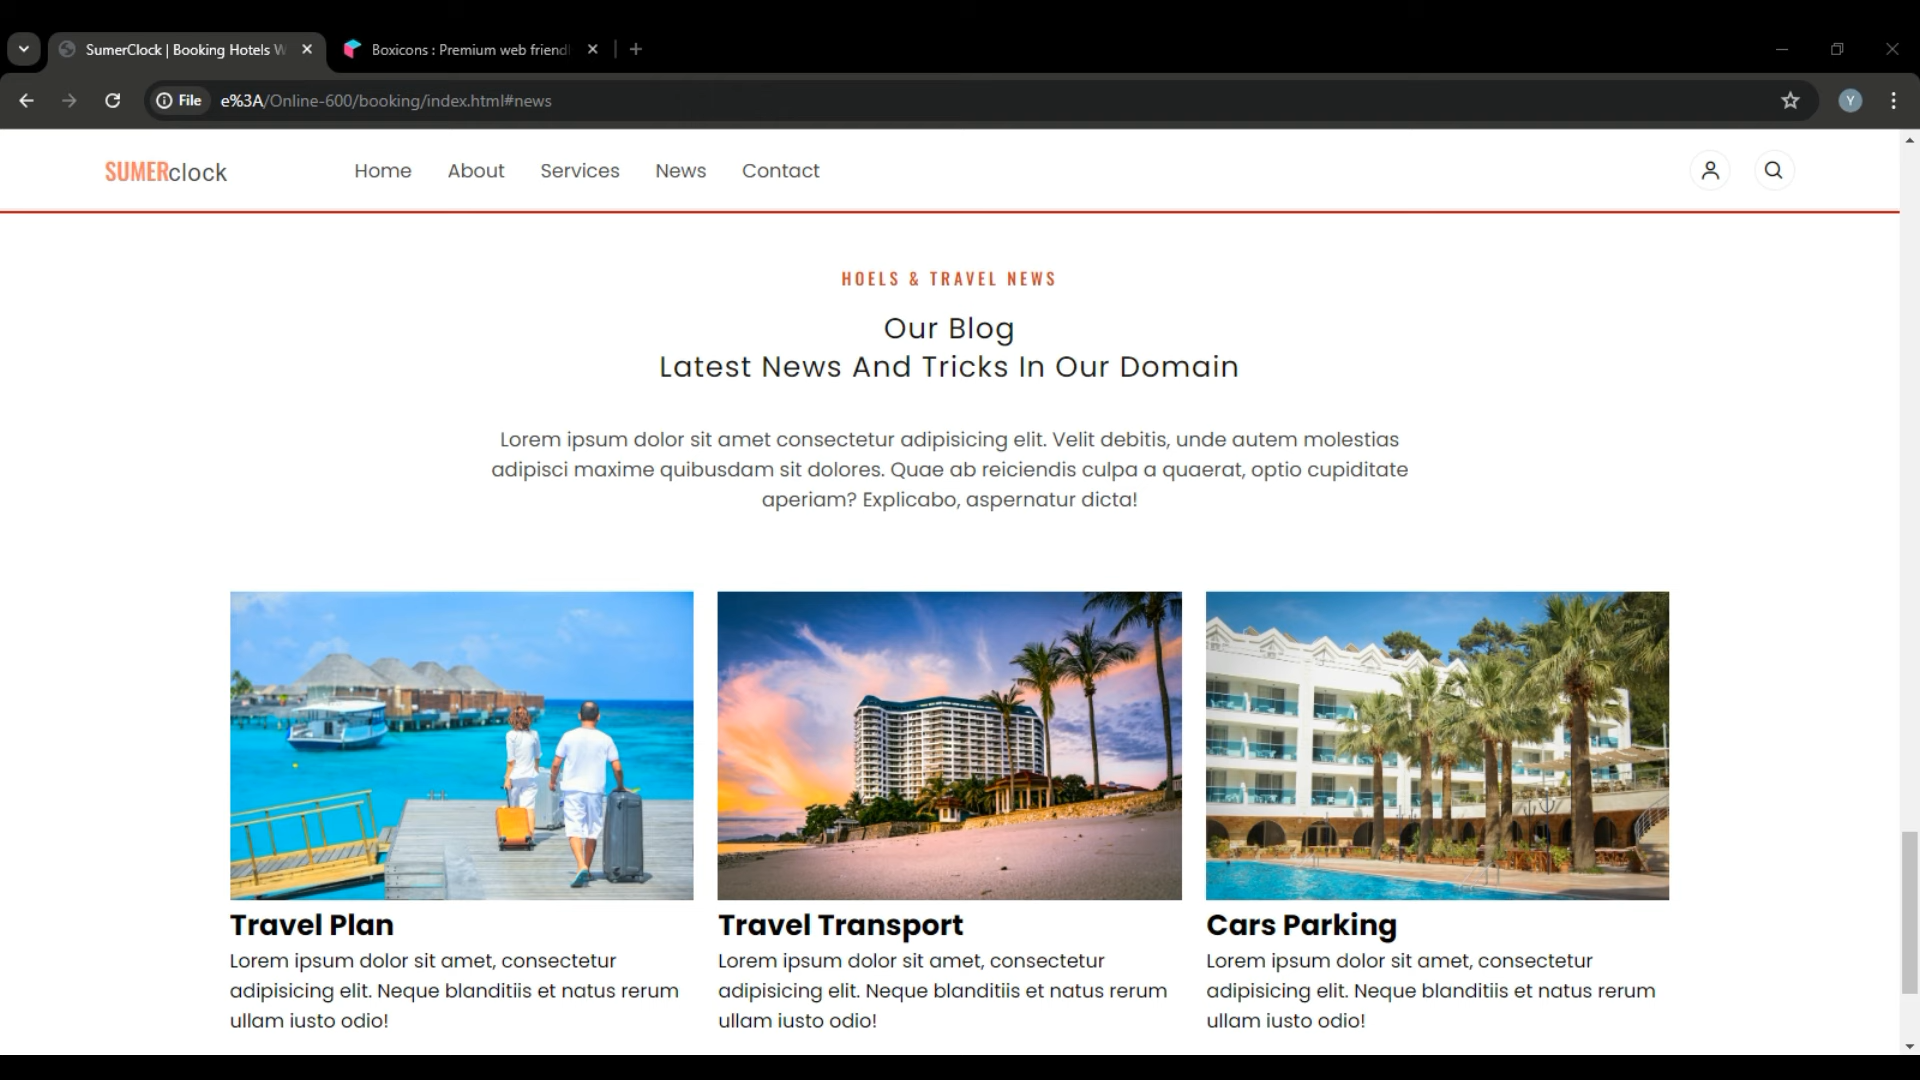 SumerClock | Booking Hotels W
Boxicons : Premium web friend
File e%3A/Online-600/booking/index.html#news
Y
SUMERclock
Home About Services News Contact
HOELS & TRAVEL NEWS
Our Blog
Latest News And Tricks In Our Domain
Lorem ipsum dolor sit amet consectetur adipisicing elit. Velit debitis, unde autem molestias
adipisci maxime quibusdam sit dolores. Quae ab reiciendis culpa a quaerat, optio cupiditate
aperiam? Explicabo, aspernatur dicta!
Travel Plan
Lorem ipsum dolor sit amet, consectetur
adipisicing elit. Neque blanditiis et natus rerum
ullam iusto odio!
Travel Transport
Lorem ipsum dolor sit amet, consectetur
adipisicing elit. Neque blanditiis et natus rerum
ullam iusto odio!
Cars Parking
Lorem ipsum dolor sit amet, consectetur
adipisicing elit. Neque blanditiis et natus rerum
ullam iusto odio!